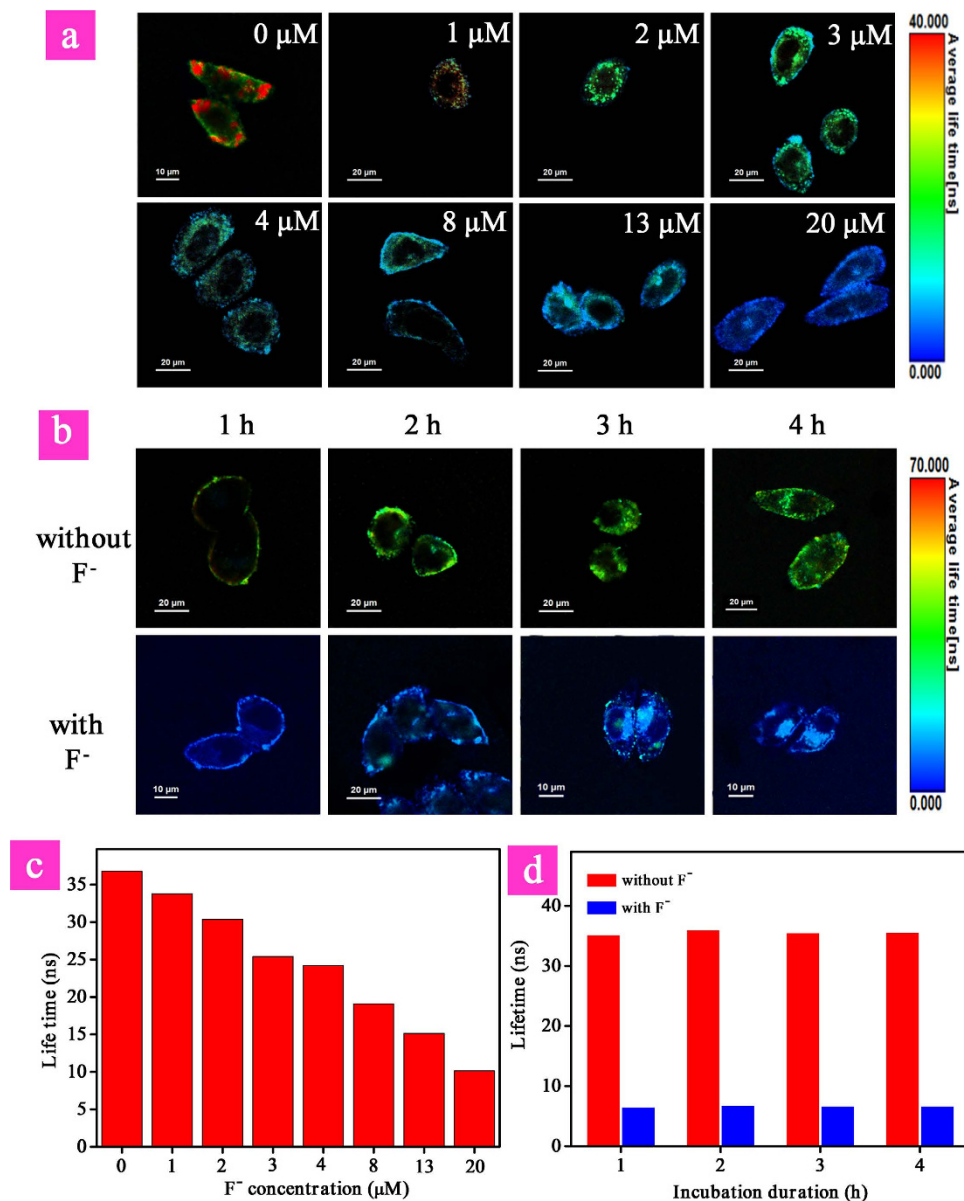 a
0 μM
1 μM
2 μM
3 μM
10 μm
20 μm
20 μm
20 μm
4 μM
8 μM
13 μM
20 μM
20 μm
20 μm
20 μm
20 μm
40.000
Average life time[ns]
0.000
b
1 h
2 h
3 h
4 h
without
F⁻
20 μm
20 μm
20 μm
20 μm
with
F⁻
10 μm
20 μm
10 μm
10 μm
70.000
Average life time[ns]
0.000
c
Life time (ns)
35
30
25
20
15
10
5
0
0 1 2 3 4 8 13 20
F⁻ concentration (μM)
d
without F⁻
with F⁻
Lifetime (ns)
40
30
20
10
0
1 2 3 4
Incubation duration (h)